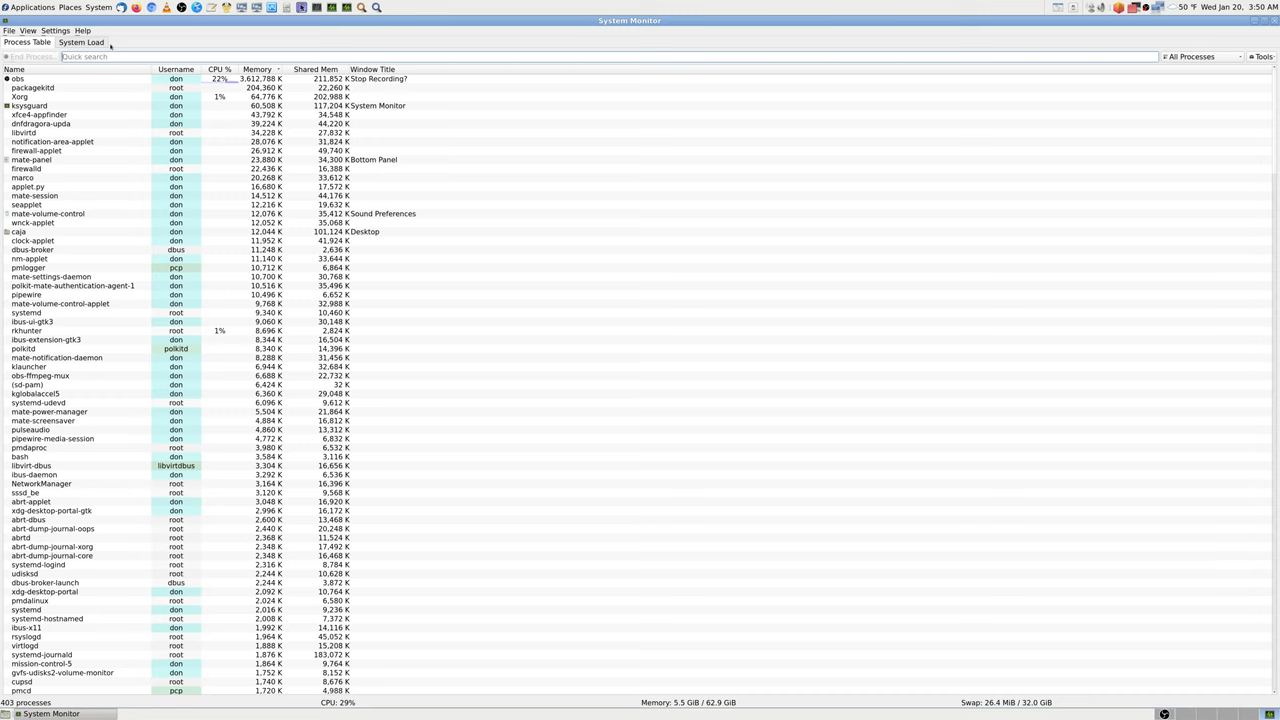 Applications Places System
50 °F Wed Jan 20, 3:50 AM
System Monitor
File View Settings Help
Process Table System Load
End Process... Quick search All Processes Tools
Name Username CPU % Memory Shared Mem Window Title
obs don 22% 3,612,788 K 211,852 K Stop Recording?
packagekitd root 204,360 K 22,260 K
Xorg don 1% 64,776 K 202,988 K
ksysguard don 60,508 K 117,204 K System Monitor
xfce4-appfinder don 43,792 K 34,548 K
dnfdragora-upda don 39,224 K 44,220 K
libvirtd root 34,228 K 27,832 K
notification-area-applet don 28,076 K 31,824 K
firewall-applet don 26,912 K 49,740 K
mate-panel don 23,880 K 34,300 K Bottom Panel
firewalld root 22,436 K 16,388 K
marco don 20,268 K 33,612 K
applet.py don 16,680 K 17,572 K
mate-session don 14,512 K 44,176 K
seapplet don 12,216 K 19,632 K
mate-volume-control don 12,076 K 35,412 K Sound Preferences
wnck-applet don 12,052 K 35,068 K
caja don 12,044 K 101,124 K Desktop
clock-applet don 11,952 K 41,924 K
dbus-broker dbus 11,248 K 2,636 K
nm-applet don 11,140 K 33,644 K
pmlogger pcp 10,712 K 6,864 K
mate-settings-daemon don 10,700 K 30,768 K
polkit-mate-authentication-agent-1 don 10,516 K 35,496 K
pipewire don 10,496 K 6,652 K
mate-volume-control-applet don 9,768 K 32,988 K
systemd root 9,340 K 10,460 K
ibus-ui-gtk3 don 9,060 K 30,148 K
rkhunter root 1% 8,696 K 2,824 K
ibus-extension-gtk3 don 8,344 K 16,504 K
polkitd polkitd 8,340 K 14,396 K
mate-notification-daemon don 8,288 K 31,456 K
klauncher don 6,944 K 32,684 K
obs-ffmpeg-mux don 6,688 K 22,732 K
(sd-pam) don 6,424 K 32 K
kglobalaccel5 don 6,360 K 29,048 K
systemd-udevd root 6,096 K 9,612 K
mate-power-manager don 5,504 K 21,864 K
mate-screensaver don 4,884 K 16,812 K
pulseaudio don 4,860 K 13,312 K
pipewire-media-session don 4,772 K 6,832 K
pmdaproc root 3,980 K 6,532 K
bash don 3,584 K 3,116 K
libvirt-dbus libvirtdbus 3,304 K 16,656 K
ibus-daemon don 3,292 K 6,536 K
NetworkManager root 3,164 K 16,396 K
sssd_be root 3,120 K 9,568 K
abrt-applet don 3,048 K 16,920 K
xdg-desktop-portal-gtk don 2,996 K 16,172 K
abrt-dbus root 2,600 K 13,468 K
abrt-dump-journal-oops root 2,440 K 20,248 K
abrtd root 2,368 K 11,524 K
abrt-dump-journal-xorg root 2,348 K 17,492 K
abrt-dump-journal-core root 2,348 K 16,468 K
systemd-logind root 2,316 K 8,784 K
udisksd root 2,244 K 10,628 K
dbus-broker-launch dbus 2,244 K 3,872 K
xdg-desktop-portal don 2,092 K 10,764 K
pmdalinux root 2,024 K 6,580 K
systemd don 2,016 K 9,236 K
systemd-hostnamed root 2,008 K 7,372 K
ibus-x11 don 1,992 K 14,116 K
rsyslogd root 1,964 K 45,052 K
virtlogd root 1,888 K 15,208 K
systemd-journald root 1,876 K 183,072 K
mission-control-5 don 1,864 K 9,764 K
gvfs-udisks2-volume-monitor don 1,752 K 8,152 K
cupsd root 1,740 K 8,676 K
pmcd pcp 1,720 K 4,988 K
403 processes CPU: 29% Memory: 5.5 GiB / 62.9 GiB Swap: 26.4 MiB / 32.0 GiB
System Monitor